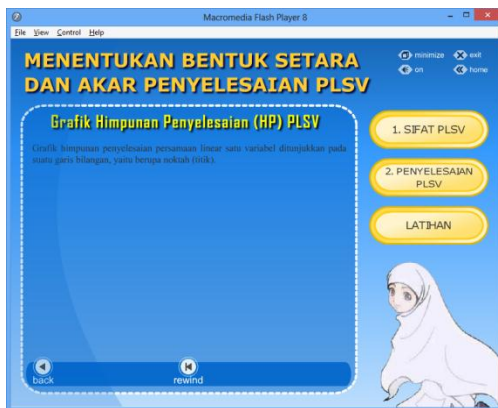 Macromedia Flash Player 8
File View Control Help
MENENTUKAN BENTUK SETARA
DAN AKAR PENYELESAIAN PLSV
minimize exit
on home
Grafik Himpunan Penyelesaian (HP) PLSV
Grafik himpunan penyelesaian persamaan linear satu variabel ditunjukkan pada
suatu garis bilangan, yaitu berupa noktah (titik).
1. SIFAT PLSV
2. PENYELESAIAN
PLSV
LATIHAN
back rewind